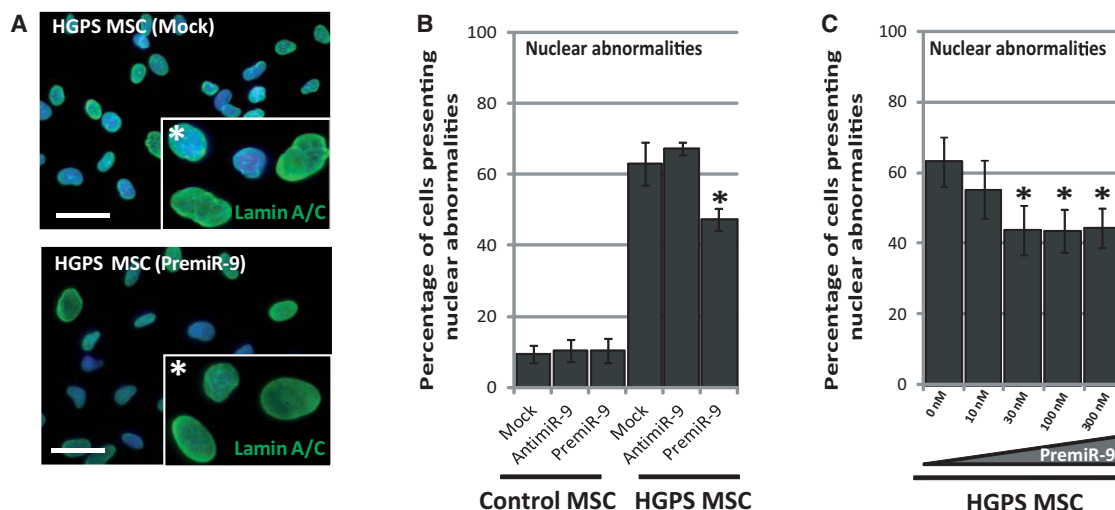 A
HGPS MSC (Mock)
*
Lamin A/C
HGPS MSC (PremiR-9)
*
Lamin A/C
B
Percentage of cells presenting
nuclear abnormalities
100
80
60
40
20
0
Nuclear abnormalities
*
Mock
AntimiR-9
PremiR-9
Mock
AntimiR-9
PremiR-9
Control MSC
HGPS MSC
C
Percentage of cells presenting
nuclear abnormalities
100
80
60
40
20
0
Nuclear abnormalities
* * *
0 nM
10 nM
30 nM
100 nM
300 nM
PremiR-9
HGPS MSC